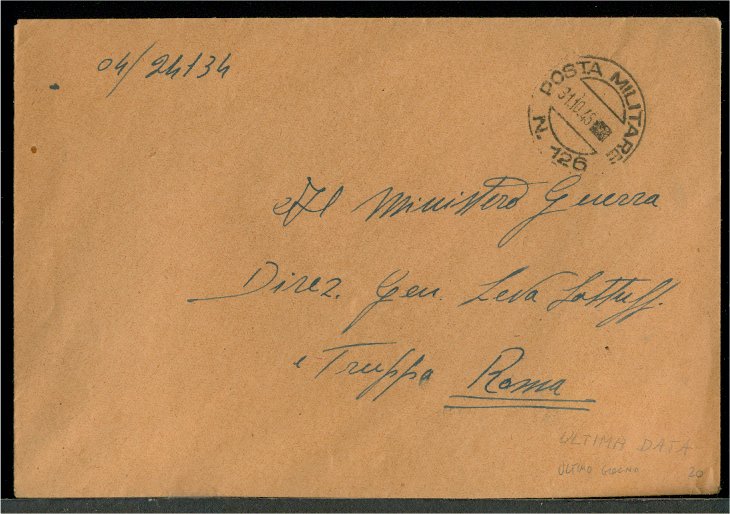 04/24134
POSTA MILITARE
31.10.45
N. 126
Al Ministero Guerra
Direz. Gen. Leva Sottuff.
e Truppa Roma
ULTIMA DATA
ULTIMO GIORNO 20